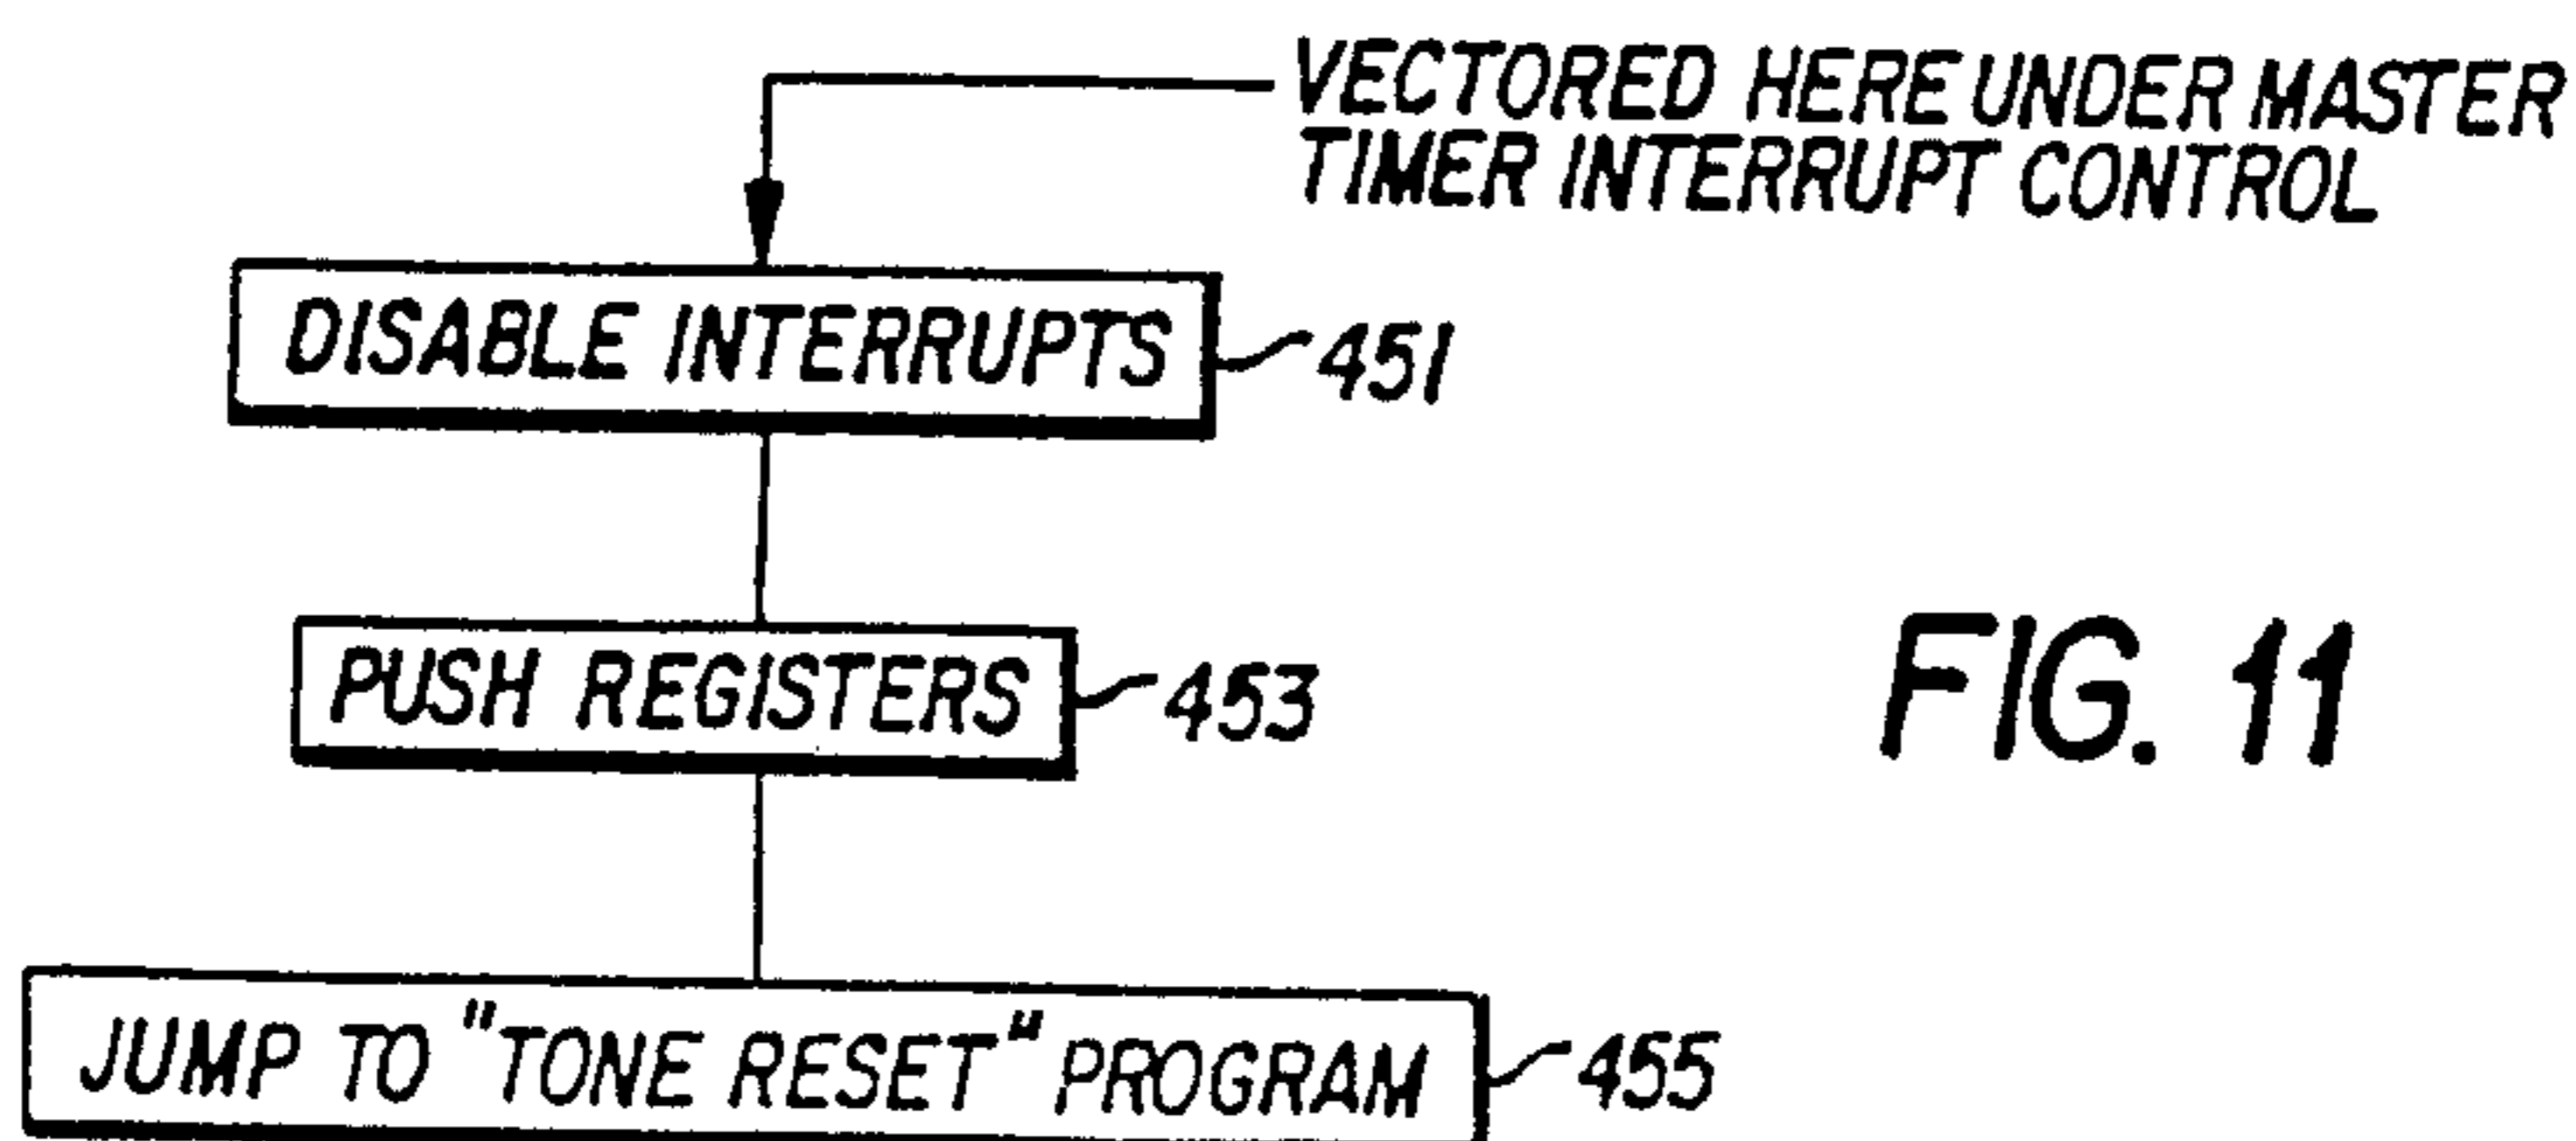 VECTORED HERE UNDER MASTER
TIMER INTERRUPT CONTROL
DISABLE INTERRUPTS 451
PUSH REGISTERS 453
FIG. 11
JUMP TO "TONE RESET" PROGRAM 455